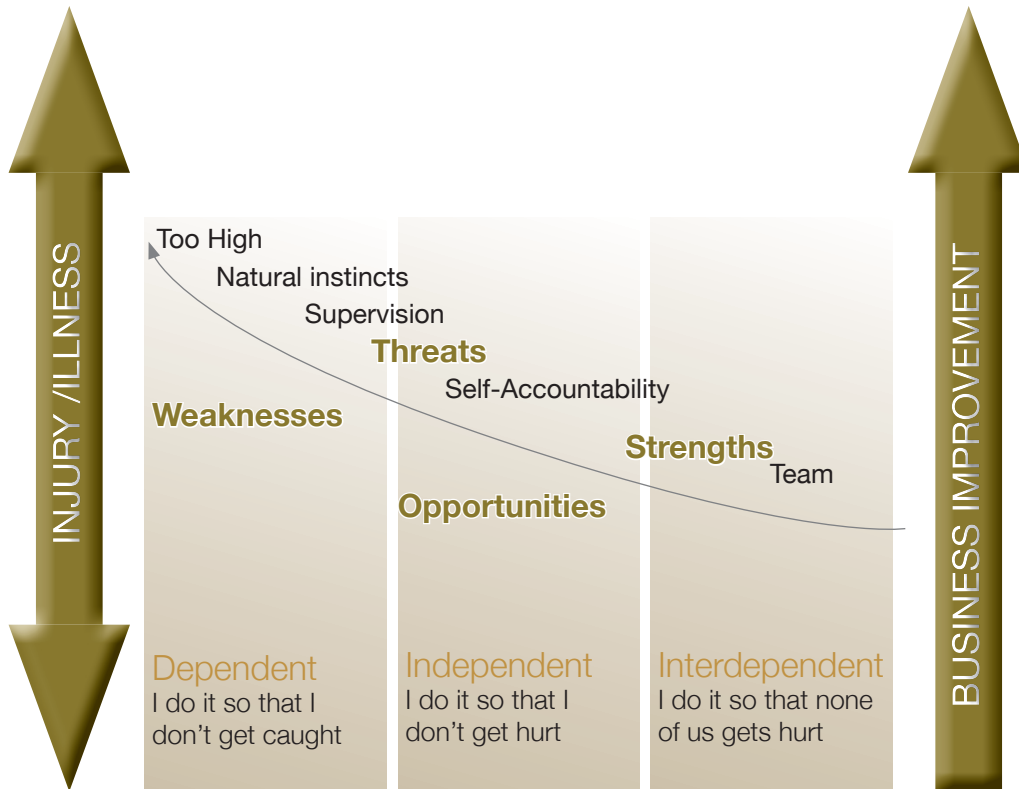 INJURY /ILLNESS
Too High
Natural instincts
Supervision
Threats
Self-Accountability
Weaknesses
Strengths
Team
Opportunities
Dependent
I do it so that I
don’t get caught
Independent
I do it so that I
don’t get hurt
Interdependent
I do it so that none
of us gets hurt
BUSINESS IMPROVEMENT